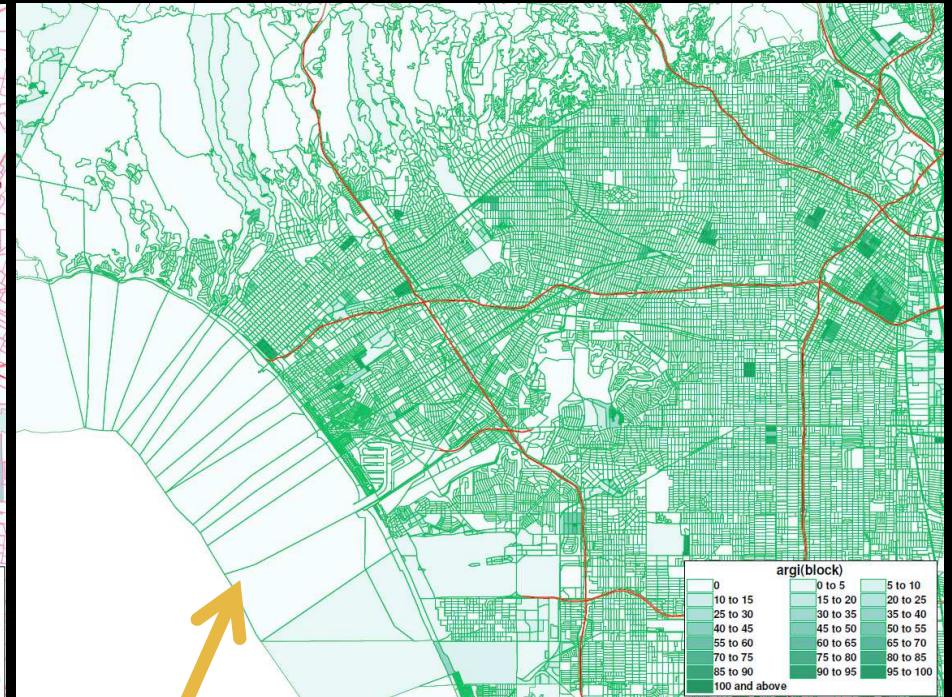 argi(block)
0 0 to 5 5 to 10
10 to 15 15 to 20 20 to 25
25 to 30 30 to 35 35 to 40
40 to 45 45 to 50 50 to 55
55 to 60 60 to 65 65 to 70
70 to 75 75 to 80 80 to 85
85 to 90 90 to 95 95 to 100
100 and above